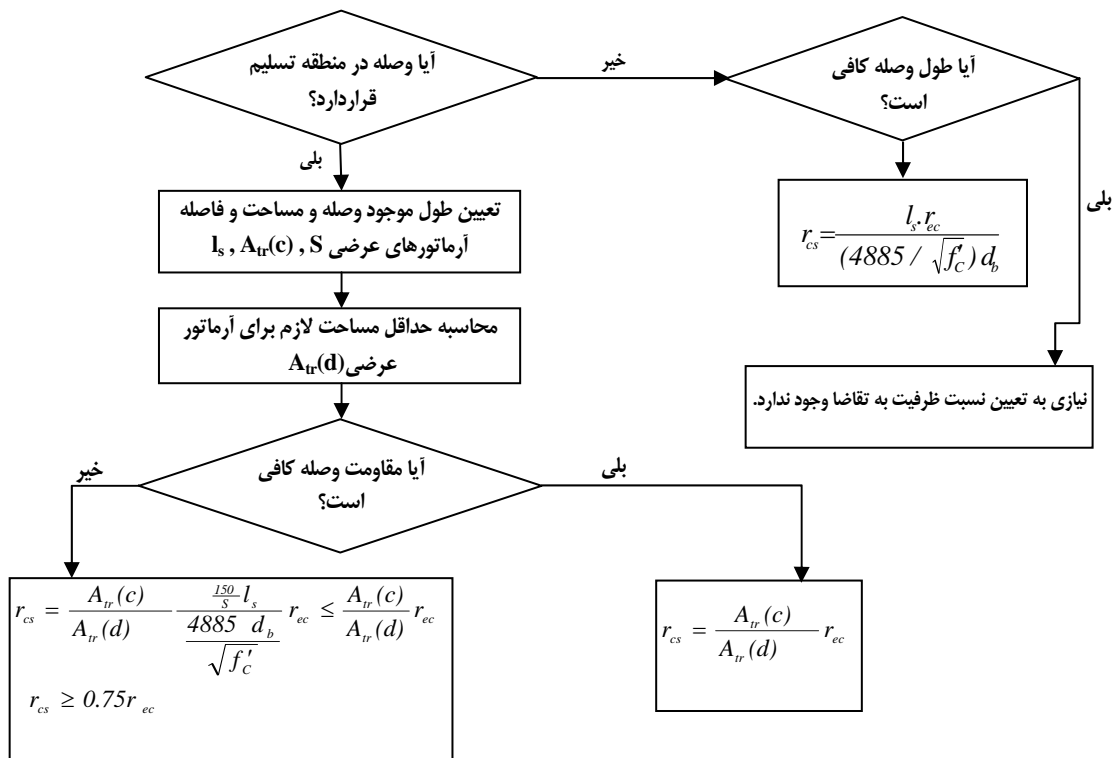 آیا وصله در منطقه تسلیم
قراردارد؟
خیر
آیا طول وصله کافی
است؟
بلی
بلی
r_cs = l_s.r_ec / (4885 / √f'_C) d_b
تعیین طول موجود وصله و مساحت و فاصله
آرماتورهای عرضی l_s , A_tr(c) , S
محاسبه حداقل مساحت لازم برای آرماتور
عرضی A_tr(d)
نیازی به تعیین نسبت ظرفیت به تقاضا وجود ندارد.
آیا مقاومت وصله کافی
است؟
خیر
بلی
r_cs = A_tr(c) / A_tr(d) (150/S l_s) / (4885 d_b / √f'_C) r_ec ≤ A_tr(c) / A_tr(d) r_ec
r_cs ≥ 0.75r_ec
r_cs = A_tr(c) / A_tr(d) r_ec